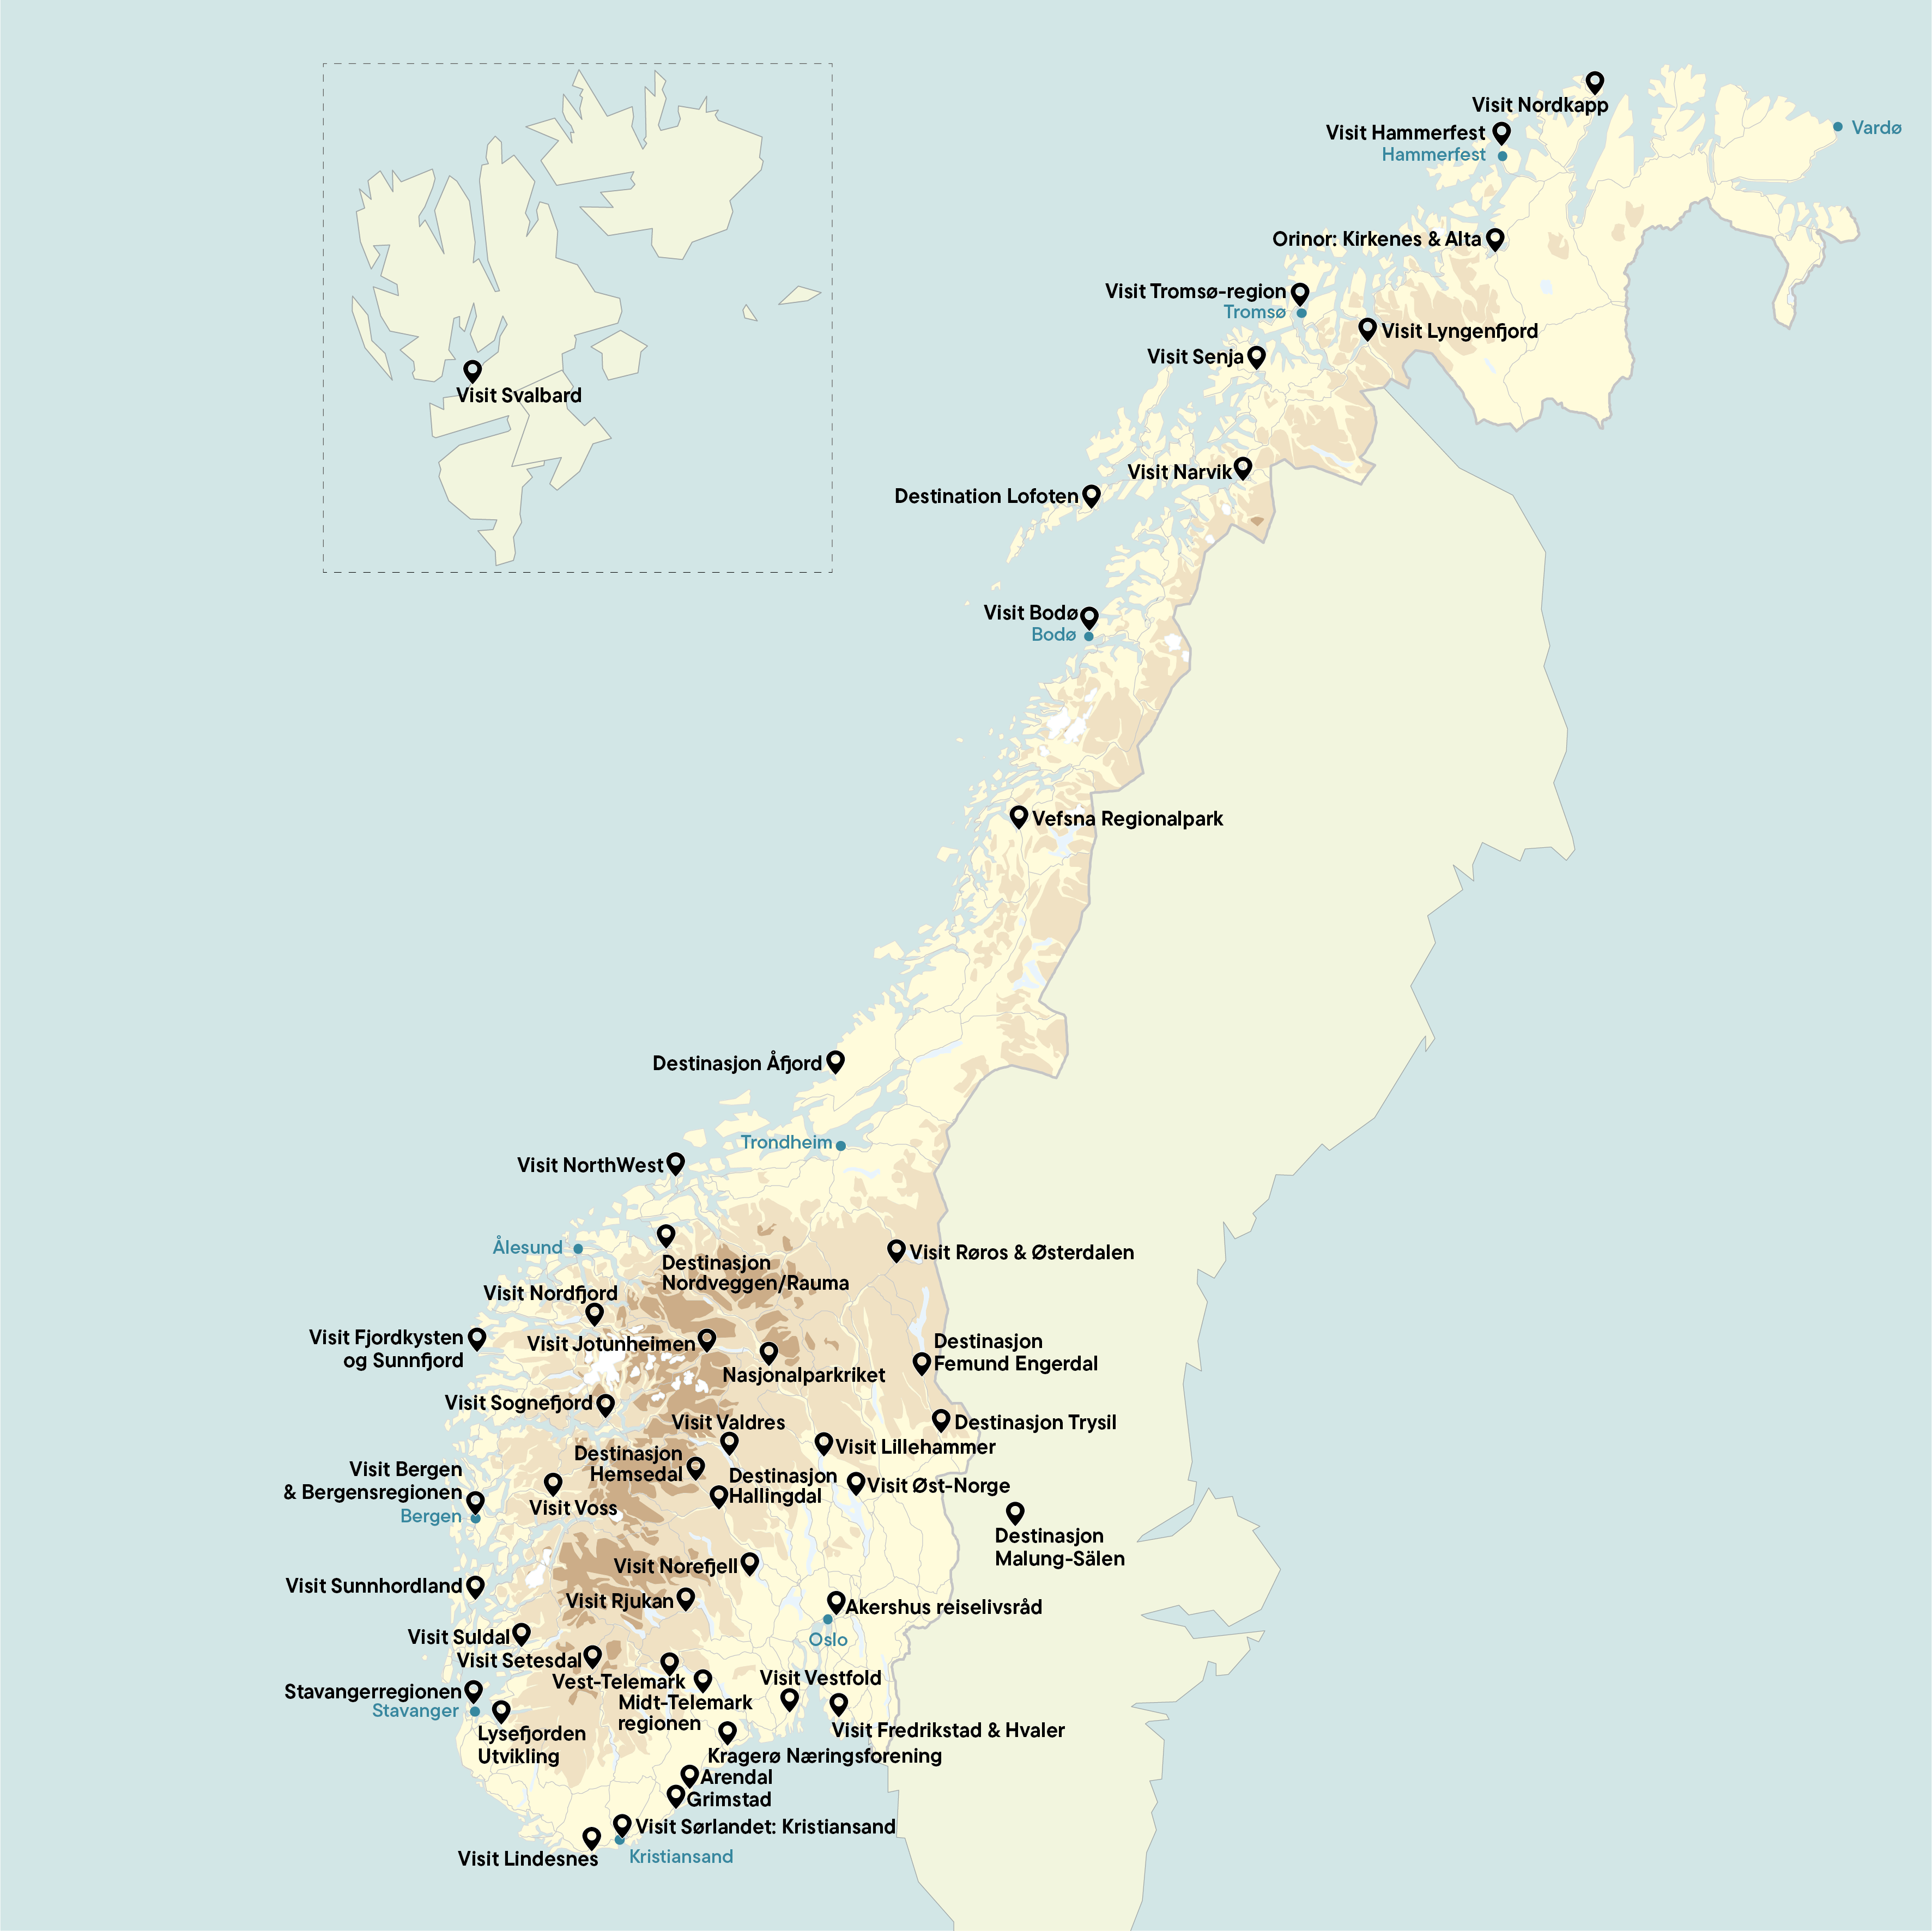 Visit Nordkapp
Visit Hammerfest
Hammerfest
Vardø
Orinor: Kirkenes & Alta
Visit Tromsø-region
Tromsø
Visit Lyngenfjord
Visit Senja
Visit Svalbard
Visit Narvik
Destination Lofoten
Visit Bodø
Bodø
Vefsna Regionalpark
Destinasjon Åfjord
Trondheim
Visit NorthWest
Ålesund
Destinasjon
Nordveggen/Rauma
Visit Røros & Østerdalen
Visit Nordfjord
Visit Fjordkysten
og Sunnfjord
Visit Jotunheimen
Nasjonalparkriket
Destinasjon
Femund Engerdal
Visit Sognefjord
Visit Valdres
Destinasjon Trysil
Visit Lillehammer
Destinasjon
Hemsedal
Visit Bergen
& Bergensregionen
Bergen
Visit Voss
Destinasjon
Hallingdal
Visit Øst-Norge
Destinasjon
Malung-Sälen
Visit Norefjell
Visit Sunnhordland
Visit Rjukan
Akershus reiselivsråd
Oslo
Visit Suldal
Visit Setesdal
Vest-Telemark
Visit Vestfold
Stavangerregionen
Stavanger
Midt-Telemark
regionen
Lysefjorden
Utvikling
Visit Fredrikstad & Hvaler
Kragerø Næringsforening
Arendal
Grimstad
Visit Sørlandet: Kristiansand
Kristiansand
Visit Lindesnes